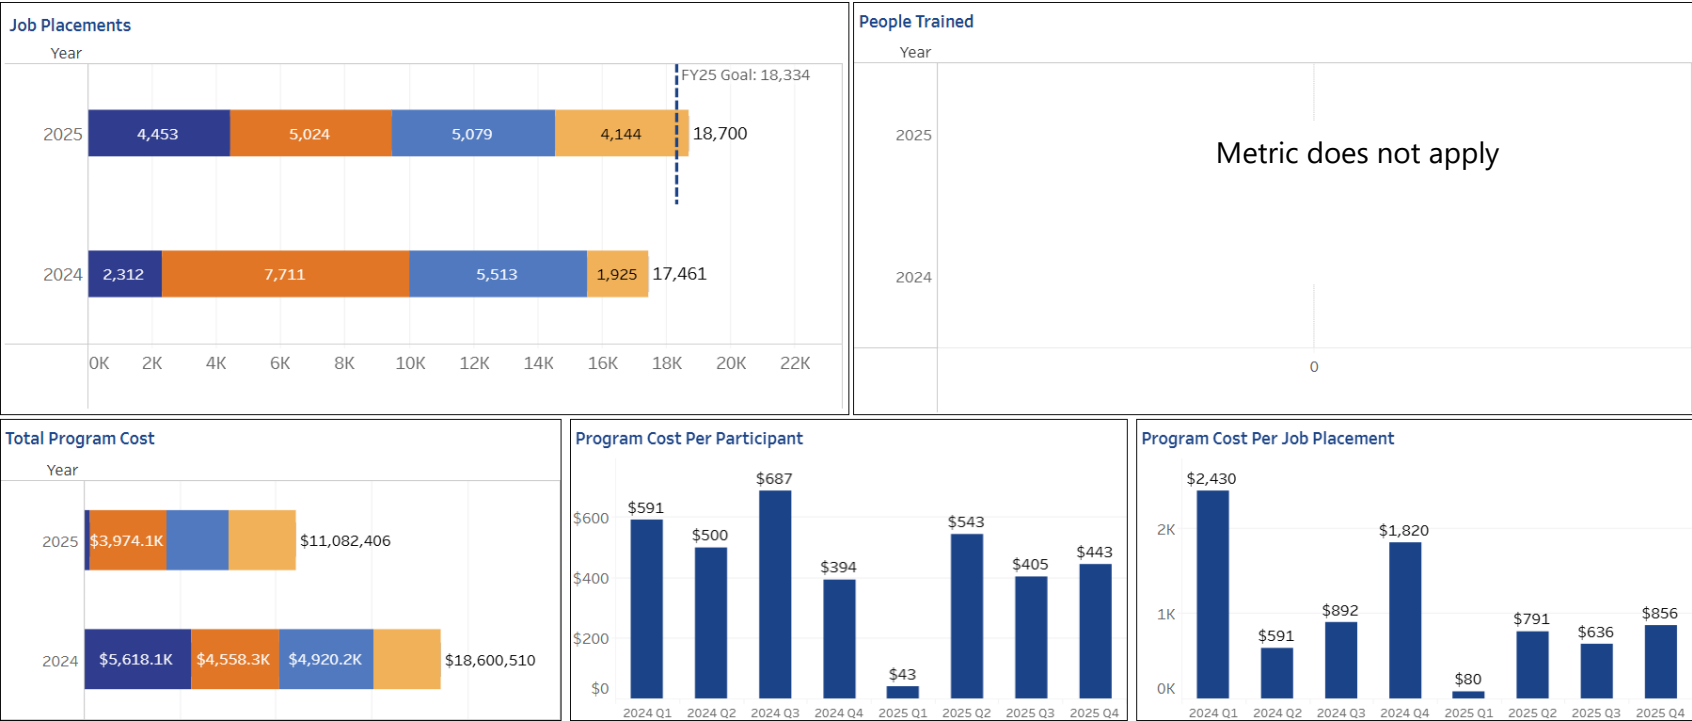 Job Placements
Year
FY25 Goal: 18,334
2025 4,453 5,024 5,079 4,144 18,700
2024 2,312 7,711 5,513 1,925 17,461
0K 2K 4K 6K 8K 10K 12K 14K 16K 18K 20K 22K
People Trained
Year
2025
Metric does not apply
2024
0
Total Program Cost
Year
2025 $3,974.1K $11,082,406
2024 $5,618.1K $4,558.3K $4,920.2K $18,600,510
Program Cost Per Participant
$687
$591
$600
$500
$543
$394
$400
$405
$443
$200
$43
$0
2024 Q1 2024 Q2 2024 Q3 2024 Q4 2025 Q1 2025 Q2 2025 Q3 2025 Q4
Program Cost Per Job Placement
$2,430
2K
$1,820
1K
$591
$892
$791
$636
$856
$80
0K
2024 Q1 2024 Q2 2024 Q3 2024 Q4 2025 Q1 2025 Q2 2025 Q3 2025 Q4